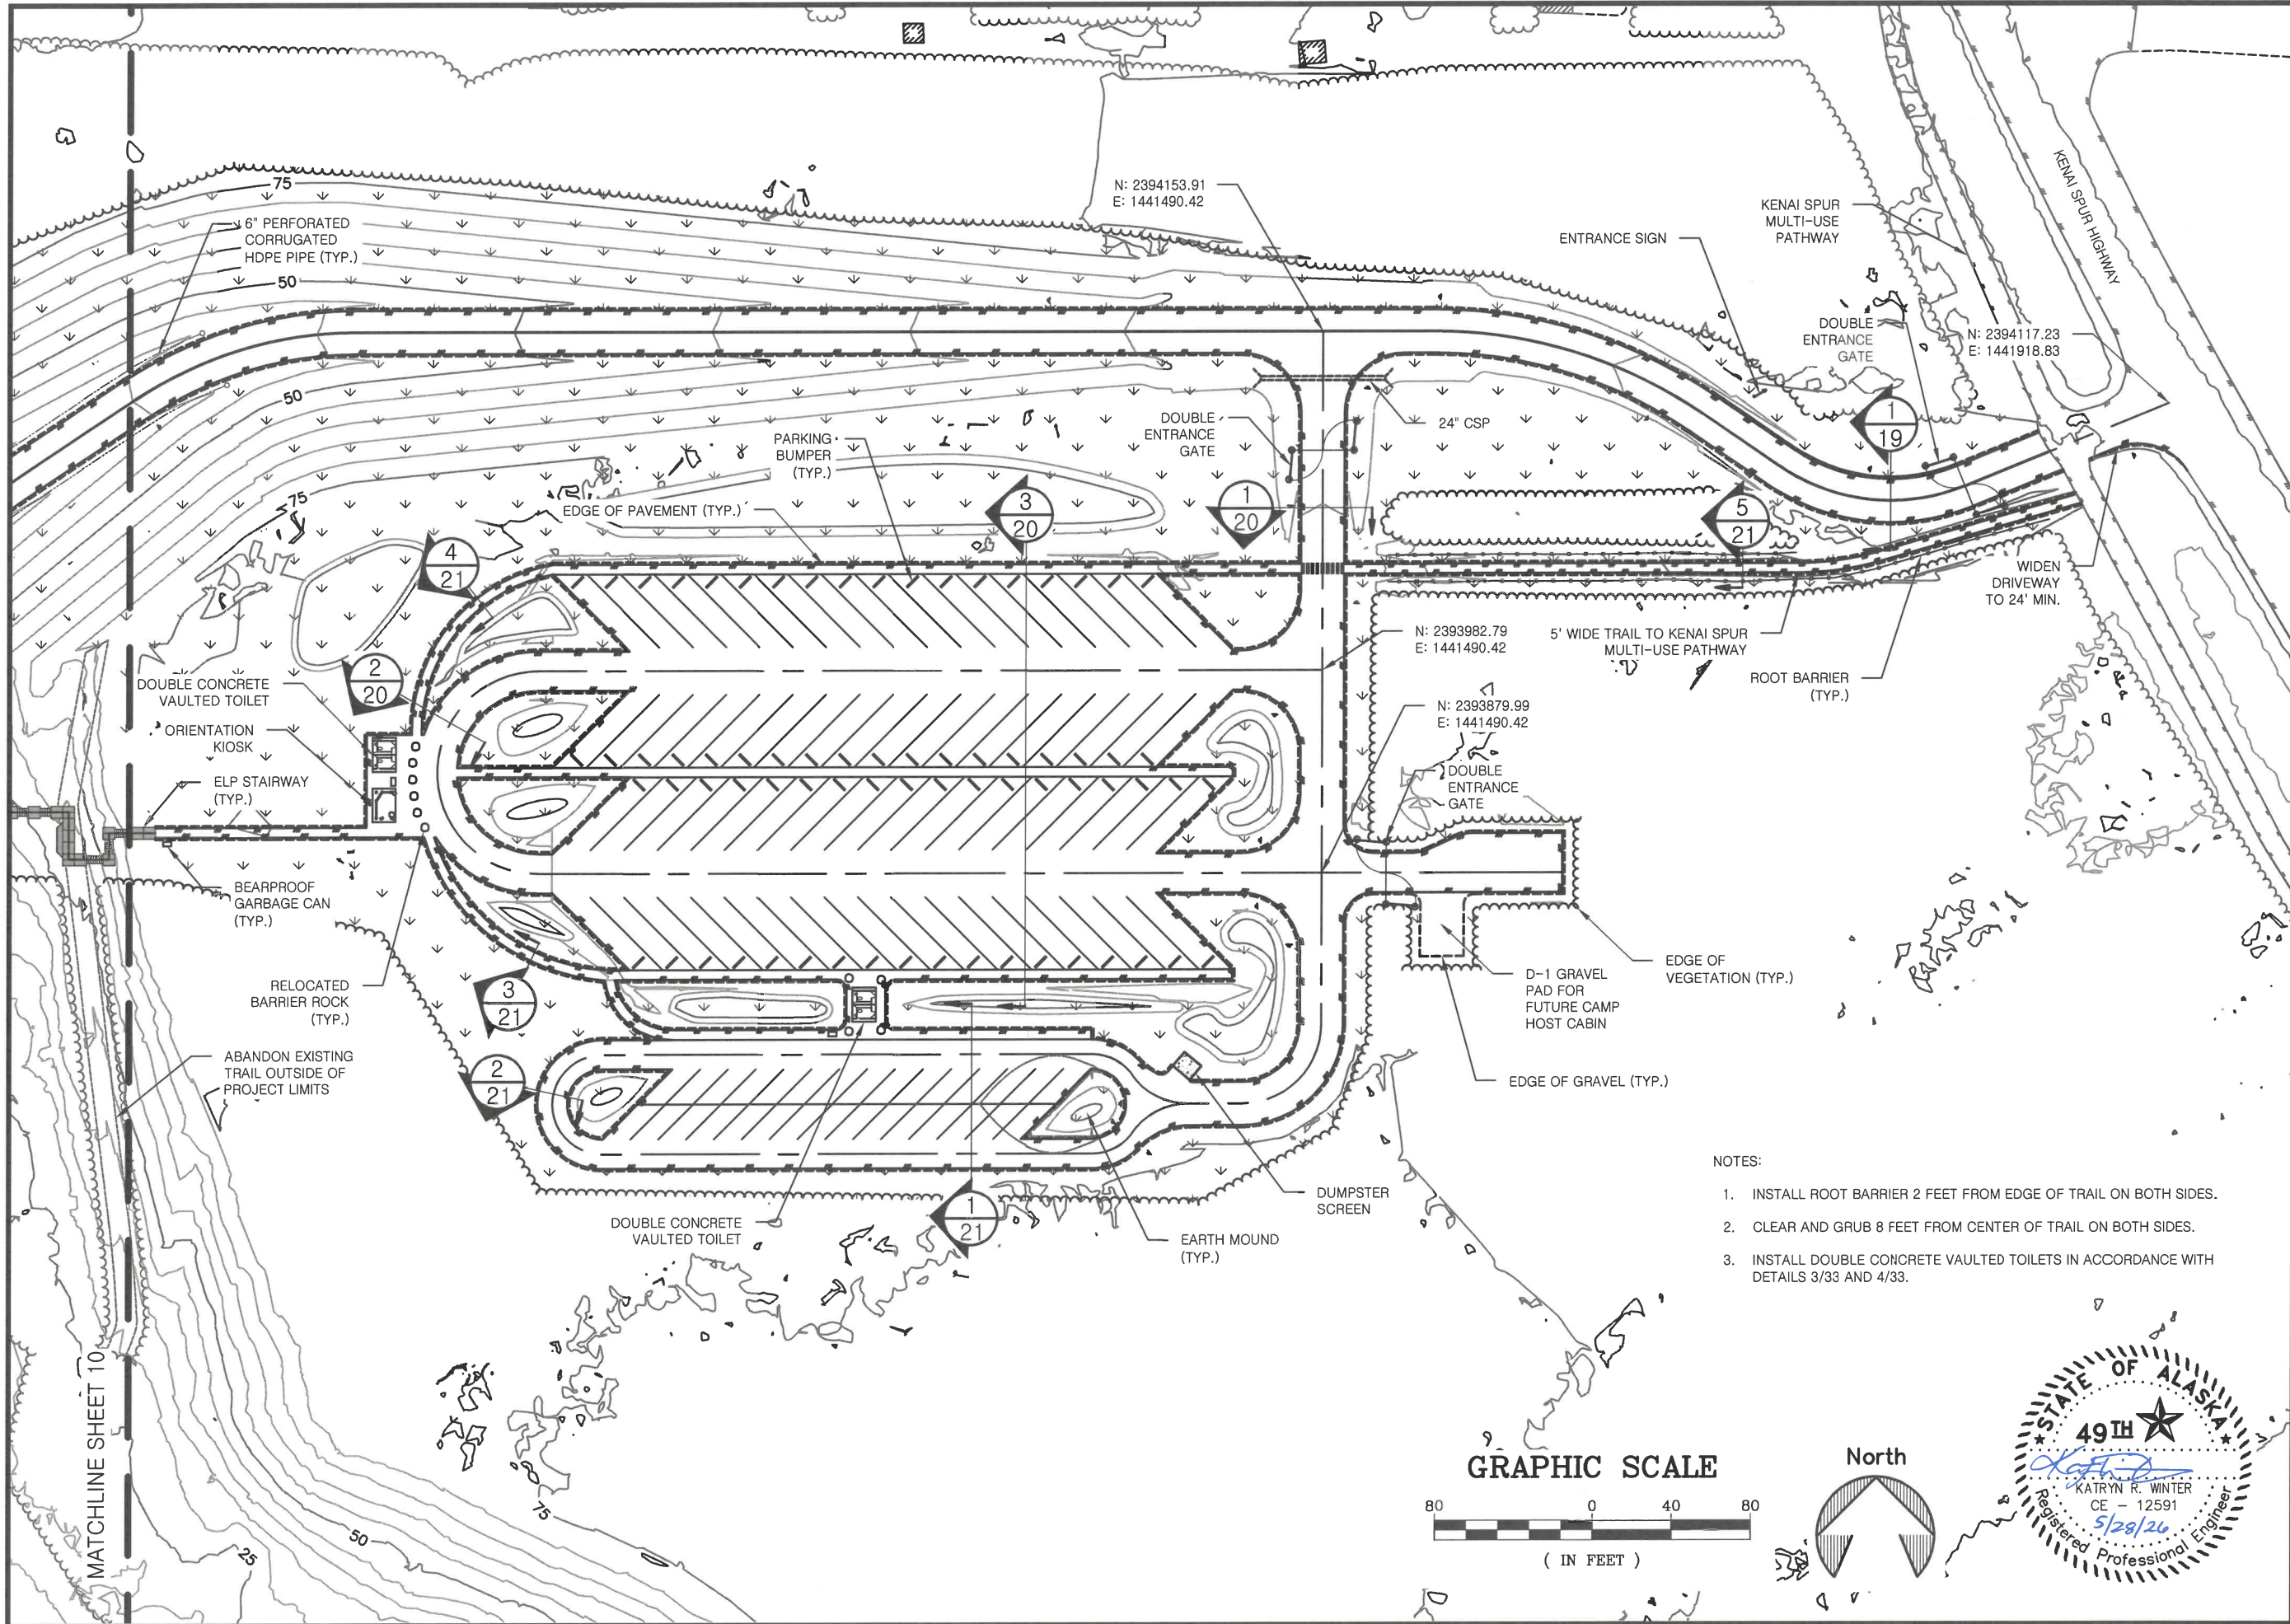 75
6" PERFORATED
CORRUGATED
HDPE PIPE (TYP.)
50
50
75
N: 2394153.91
E: 1441490.42
ENTRANCE SIGN
KENAI SPUR
MULTI-USE
PATHWAY
KENAI SPUR HIGHWAY
DOUBLE
ENTRANCE
GATE
N: 2394117.23
E: 1441918.83
1
19
DOUBLE
ENTRANCE
GATE
24" CSP
PARKING
BUMPER
(TYP.)
EDGE OF PAVEMENT (TYP.)
3
20
1
20
5
21
4
21
WIDEN
DRIVEWAY
TO 24' MIN.
N: 2393982.79
E: 1441490.42
5' WIDE TRAIL TO KENAI SPUR
MULTI-USE PATHWAY
ROOT BARRIER
(TYP.)
2
20
DOUBLE CONCRETE
VAULTED TOILET
ORIENTATION
KIOSK
ELP STAIRWAY
(TYP.)
N: 2393879.99
E: 1441490.42
DOUBLE
ENTRANCE
GATE
BEARPROOF
GARBAGE CAN
(TYP.)
RELOCATED
BARRIER ROCK
(TYP.)
3
21
D-1 GRAVEL
PAD FOR
FUTURE CAMP
HOST CABIN
EDGE OF
VEGETATION (TYP.)
ABANDON EXISTING
TRAIL OUTSIDE OF
PROJECT LIMITS
2
21
EDGE OF GRAVEL (TYP.)
DOUBLE CONCRETE
VAULTED TOILET
1
21
EARTH MOUND
(TYP.)
DUMPSTER
SCREEN
NOTES:
1. INSTALL ROOT BARRIER 2 FEET FROM EDGE OF TRAIL ON BOTH SIDES.
2. CLEAR AND GRUB 8 FEET FROM CENTER OF TRAIL ON BOTH SIDES.
3. INSTALL DOUBLE CONCRETE VAULTED TOILETS IN ACCORDANCE WITH
DETAILS 3/33 AND 4/33.
MATCHLINE SHEET 10
25
50
75
GRAPHIC SCALE
80 0 40 80
( IN FEET )
North
STATE OF ALASKA
49TH
KATRYN R. WINTER
CE - 12591
5/28/26
Registered Professional Engineer